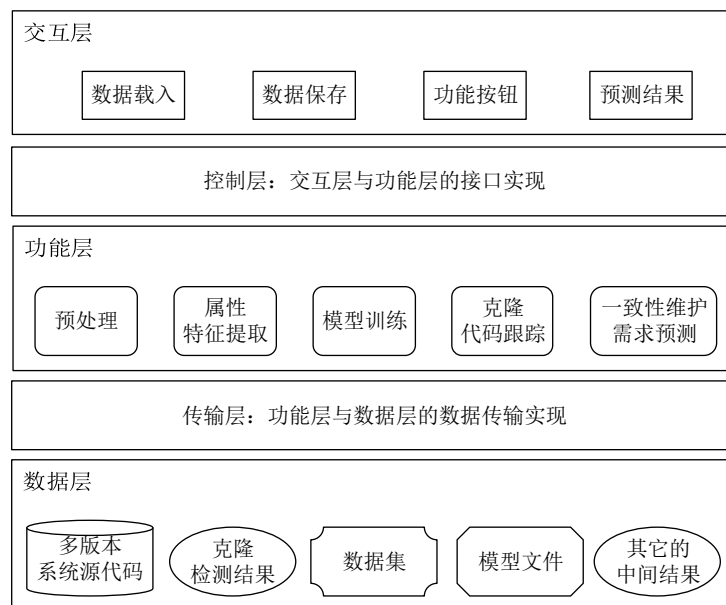 交互层
数据载入
数据保存
功能按钮
预测结果
控制层：交互层与功能层的接口实现
功能层
预处理
属性
特征提取
模型训练
克隆
代码跟踪
一致性维护
需求预测
传输层：功能层与数据层的数据传输实现
数据层
多版本
系统源代码
克隆
检测结果
数据集
模型文件
其它的
中间结果